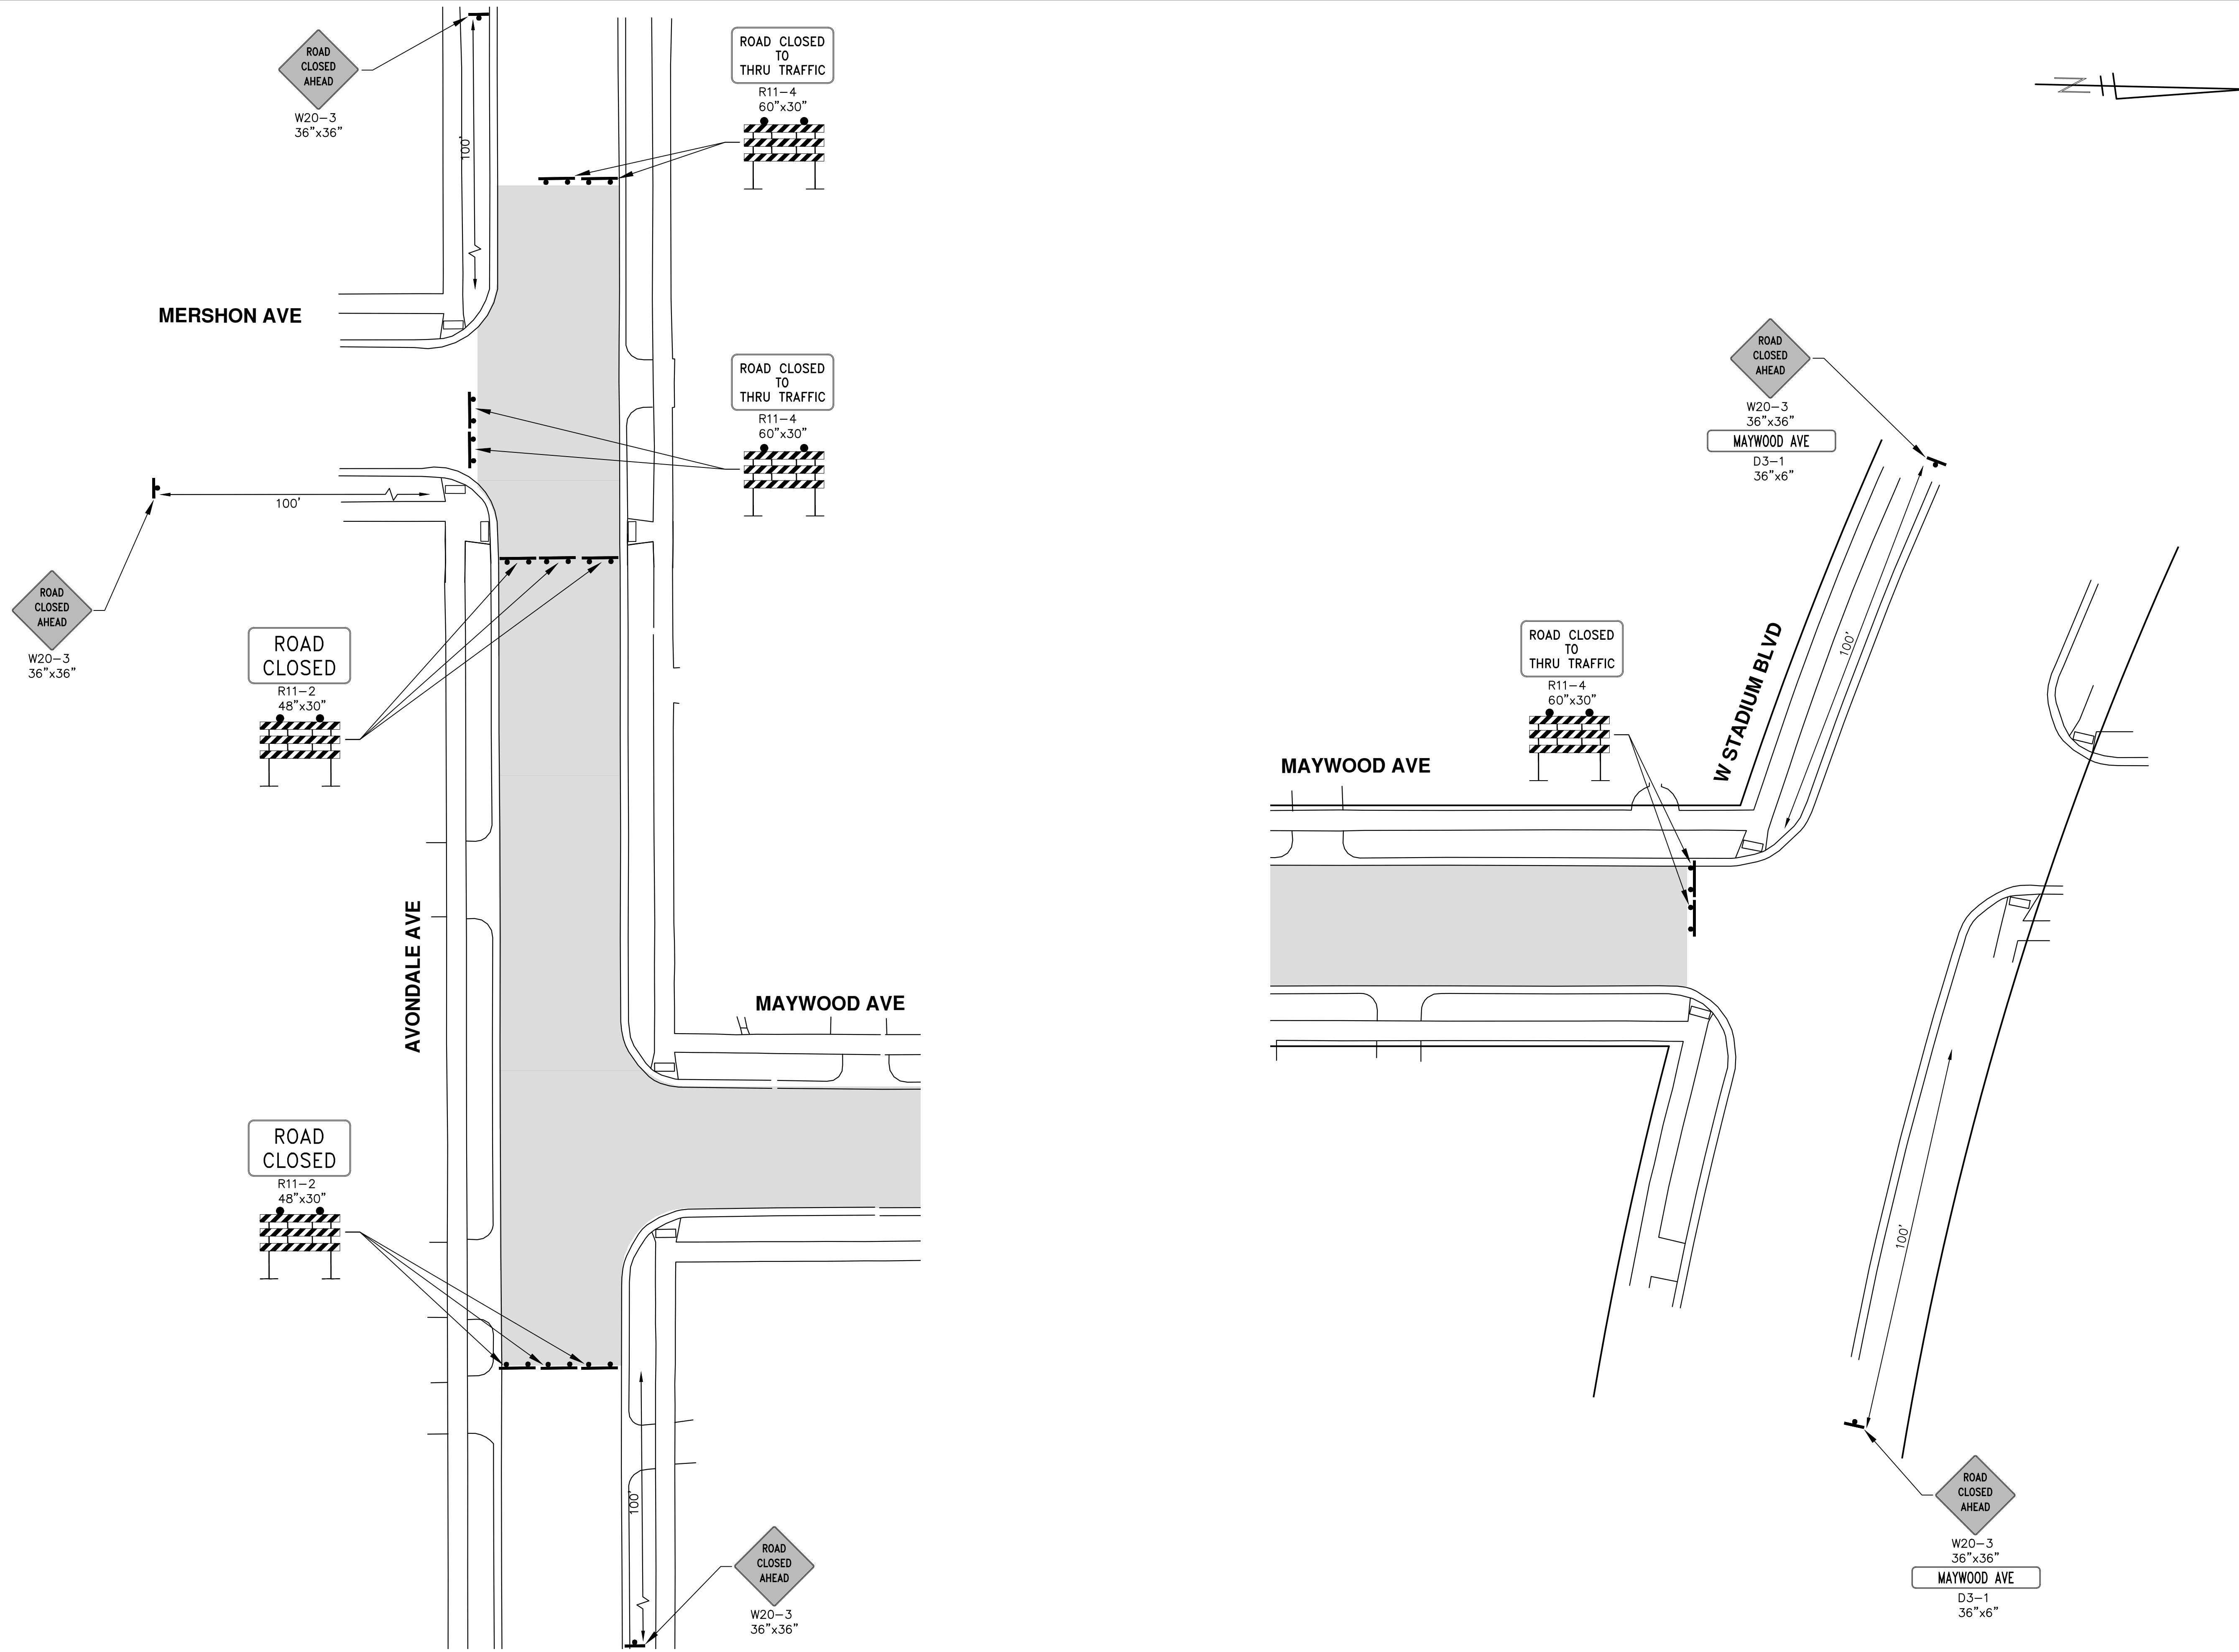 ROAD
CLOSED
AHEAD
W20-3
36"x36"
100'
ROAD CLOSED
TO
THRU TRAFFIC
R11-4
60"x30"
N
MERSHON AVE
ROAD CLOSED
TO
THRU TRAFFIC
R11-4
60"x30"
100'
ROAD
CLOSED
AHEAD
W20-3
36"x36"
ROAD
CLOSED
R11-2
48"x30"
AVONDALE AVE
MAYWOOD AVE
ROAD
CLOSED
R11-2
48"x30"
100'
ROAD
CLOSED
AHEAD
W20-3
36"x36"
ROAD
CLOSED
AHEAD
W20-3
36"x36"
MAYWOOD AVE
D3-1
36"x6"
100'
W STADIUM BLVD
ROAD CLOSED
TO
THRU TRAFFIC
R11-4
60"x30"
MAYWOOD AVE
100'
ROAD
CLOSED
AHEAD
W20-3
36"x36"
MAYWOOD AVE
D3-1
36"x6"